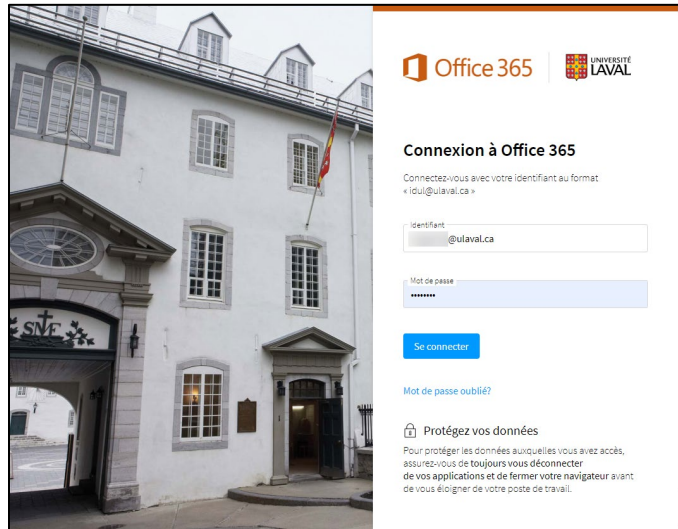 Office 365
UNIVERSITÉ
LAVAL
Connexion à Office 365
Connectez-vous avec votre identifiant au format
« idul@ulaval.ca »
Identifiant
@ulaval.ca
Mot de passe
••••••••
Se connecter
Mot de passe oublié?
Protégez vos données
Pour protéger les données auxquelles vous avez accès,
assurez-vous de toujours vous déconnecter
de vos applications et de fermer votre navigateur avant
de vous éloigner de votre poste de travail.
SME